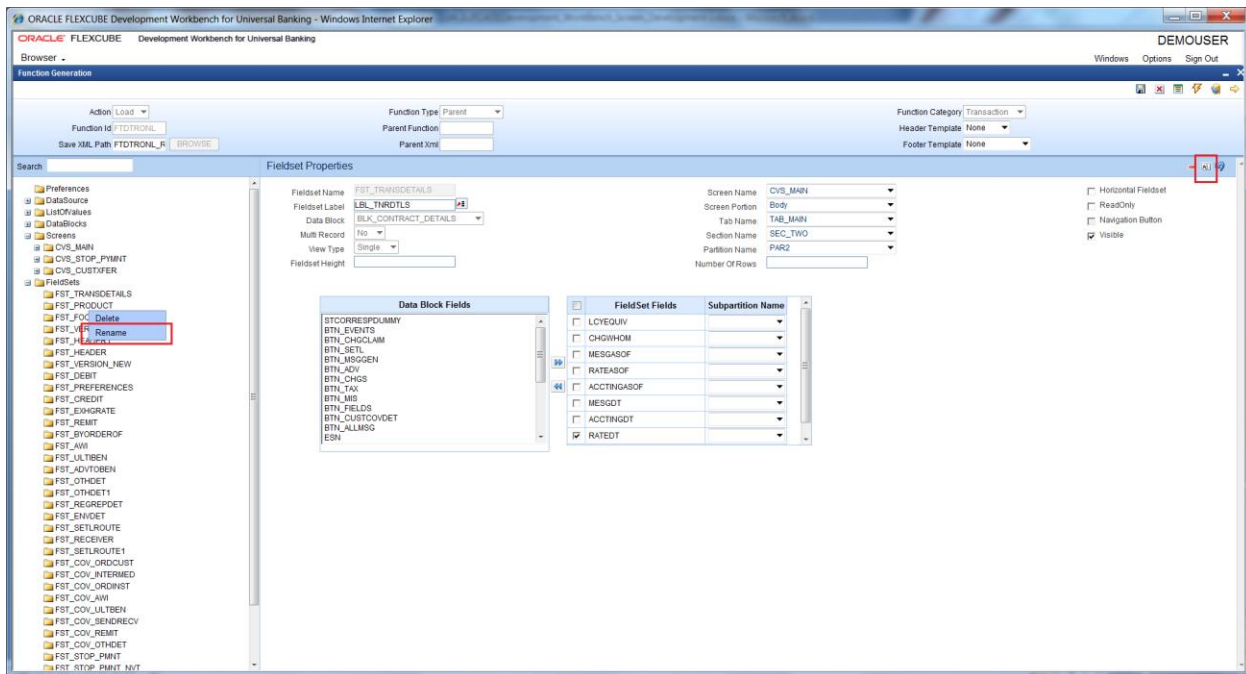 ORACLE FLEXCUBE Development Workbench for Universal Banking - Windows Internet Explorer
ORACLE FLEXCUBE Development Workbench for Universal Banking
DEMOUSER
Browser
Windows Options Sign Out
Function Generation
Action Load
Function Type Parent
Function Category Transaction
Function Id FTDTRONL
Parent Function
Header Template None
Save XML Path FTDTRONL_R BROWSE
Parent Xml
Footer Template None
Search
Fieldset Properties
Preferences
DataSource
ListOfValues
DataBlocks
Screens
CVS_MAIN
CVS_STOP_PYMNT
CVS_CUSTXFER
FieldSets
FST_TRANSDETAILS
FST_PRODUCT
FST_FOO
Delete
FST_VER
Rename
FST_HEADER1
FST_HEADER
FST_VERSION_NEW
FST_DEBIT
FST_PREFERENCES
FST_CREDIT
FST_EXHGRATE
FST_REMIT
FST_BYORDEROF
FST_AWI
FST_ULTIBEN
FST_ADVTOBEN
FST_OTHDET
FST_OTHDET1
FST_REGREPDET
FST_ENVDET
FST_SETLROUTE
FST_RECEIVER
FST_SETLROUTE1
FST_COV_ORDCUST
FST_COV_INTERMED
FST_COV_ORDINST
FST_COV_AWI
FST_COV_ULTBEN
FST_COV_SENDRECV
FST_COV_REMIT
FST_COV_OTHDET
FST_STOP_PMNT
FST_STOP_PMNT_NVT
Fieldset Name FST_TRANSDETAILS
Fieldset Label LBL_TNRDTLS
Data Block BLK_CONTRACT_DETAILS
Multi Record No
View Type Single
Fieldset Height
Screen Name CVS_MAIN
Screen Portion Body
Tab Name TAB_MAIN
Section Name SEC_TWO
Partition Name PAR2
Number Of Rows
Horizontal Fieldset
ReadOnly
Navigation Button
Visible
Data Block Fields
STCORRESPDUMMY
BTN_EVENTS
BTN_CHGCLAIM
BTN_SETL
BTN_MSGGEN
BTN_ADV
BTN_CHGS
BTN_TAX
BTN_MIS
BTN_FIELDS
BTN_CUSTCOVDET
BTN_ALLMSG
ESN
FieldSet Fields Subpartition Name
LCYEQUIV
CHGWHOM
MESGASOF
RATEASOF
ACCTINGASOF
MESGDT
ACCTINGDT
RATEDT